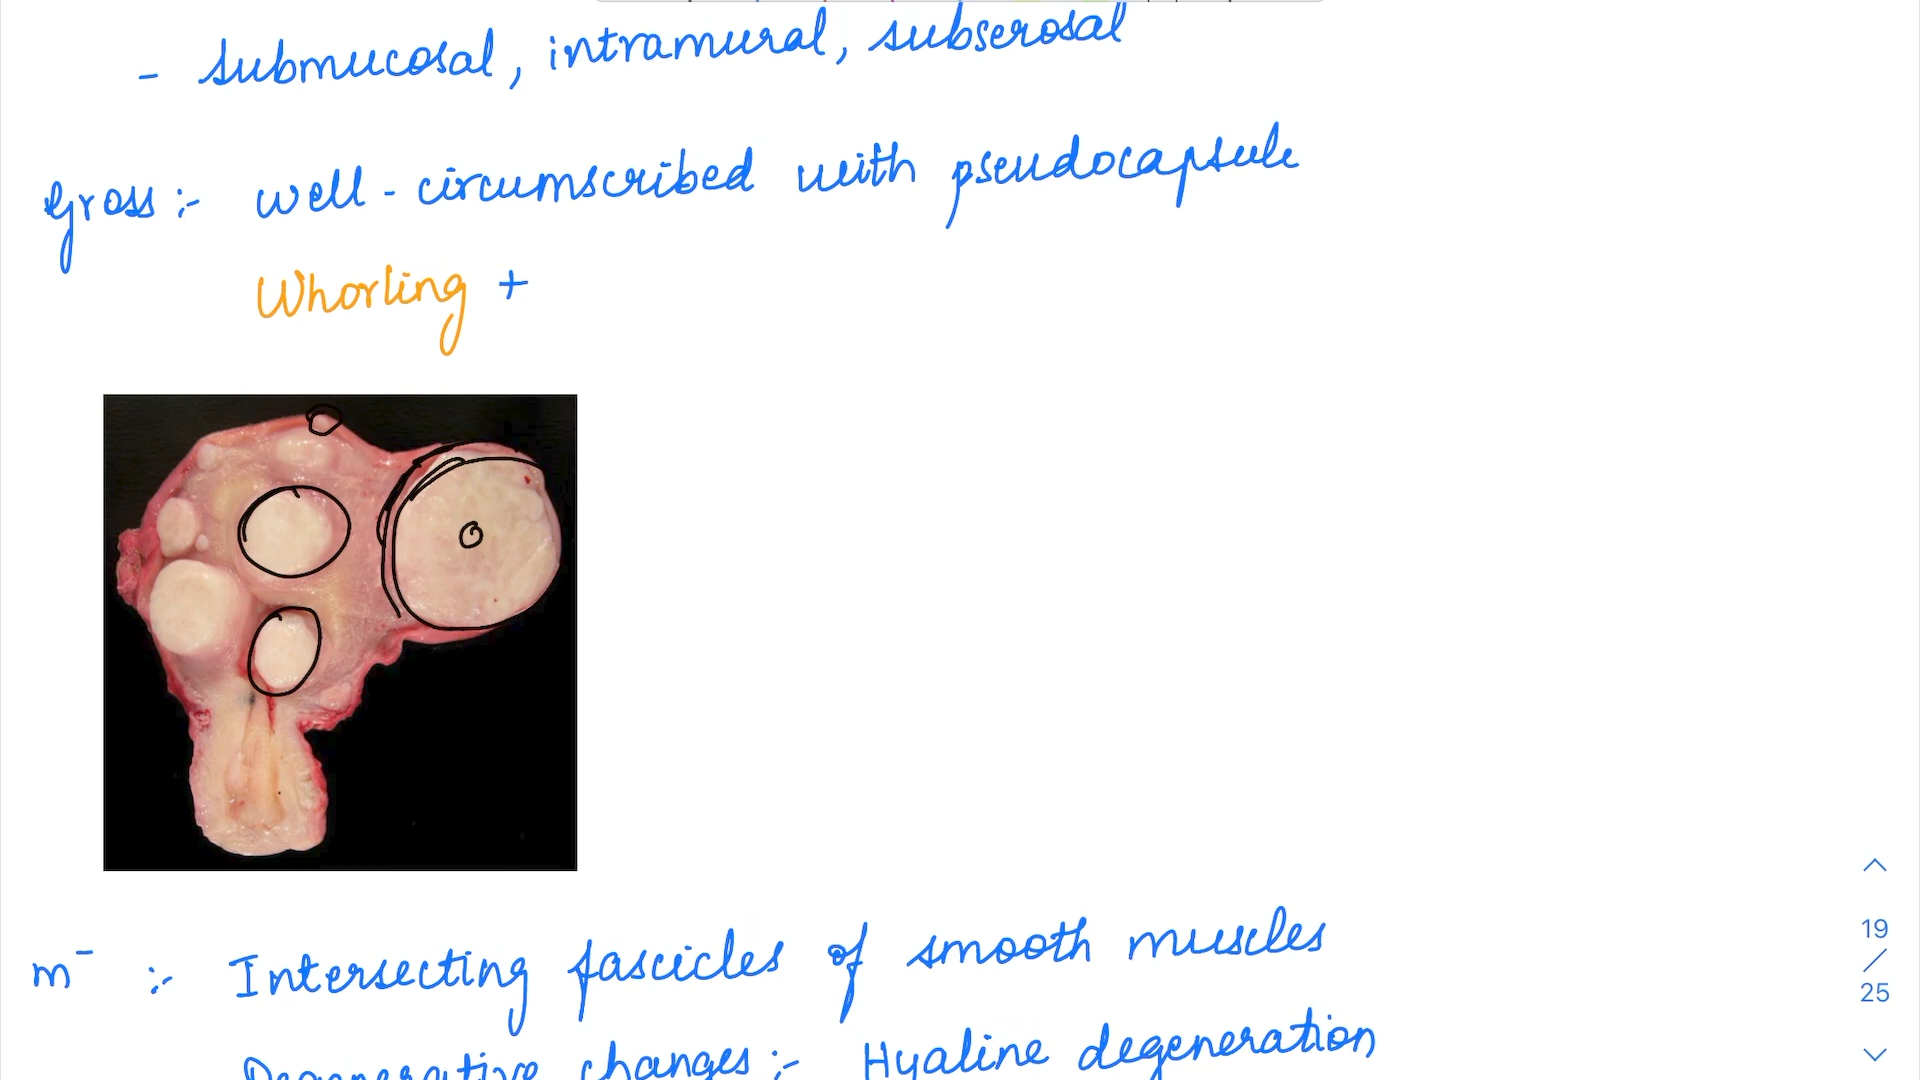 - Submucosal, intramural, subserosal
Gross :- well-circumscribed with pseudocapsule
Whorling +
m⁻ :- Intersecting fascicles of smooth muscles
Degenerative changes :- Hyaline degeneration
19
/
25